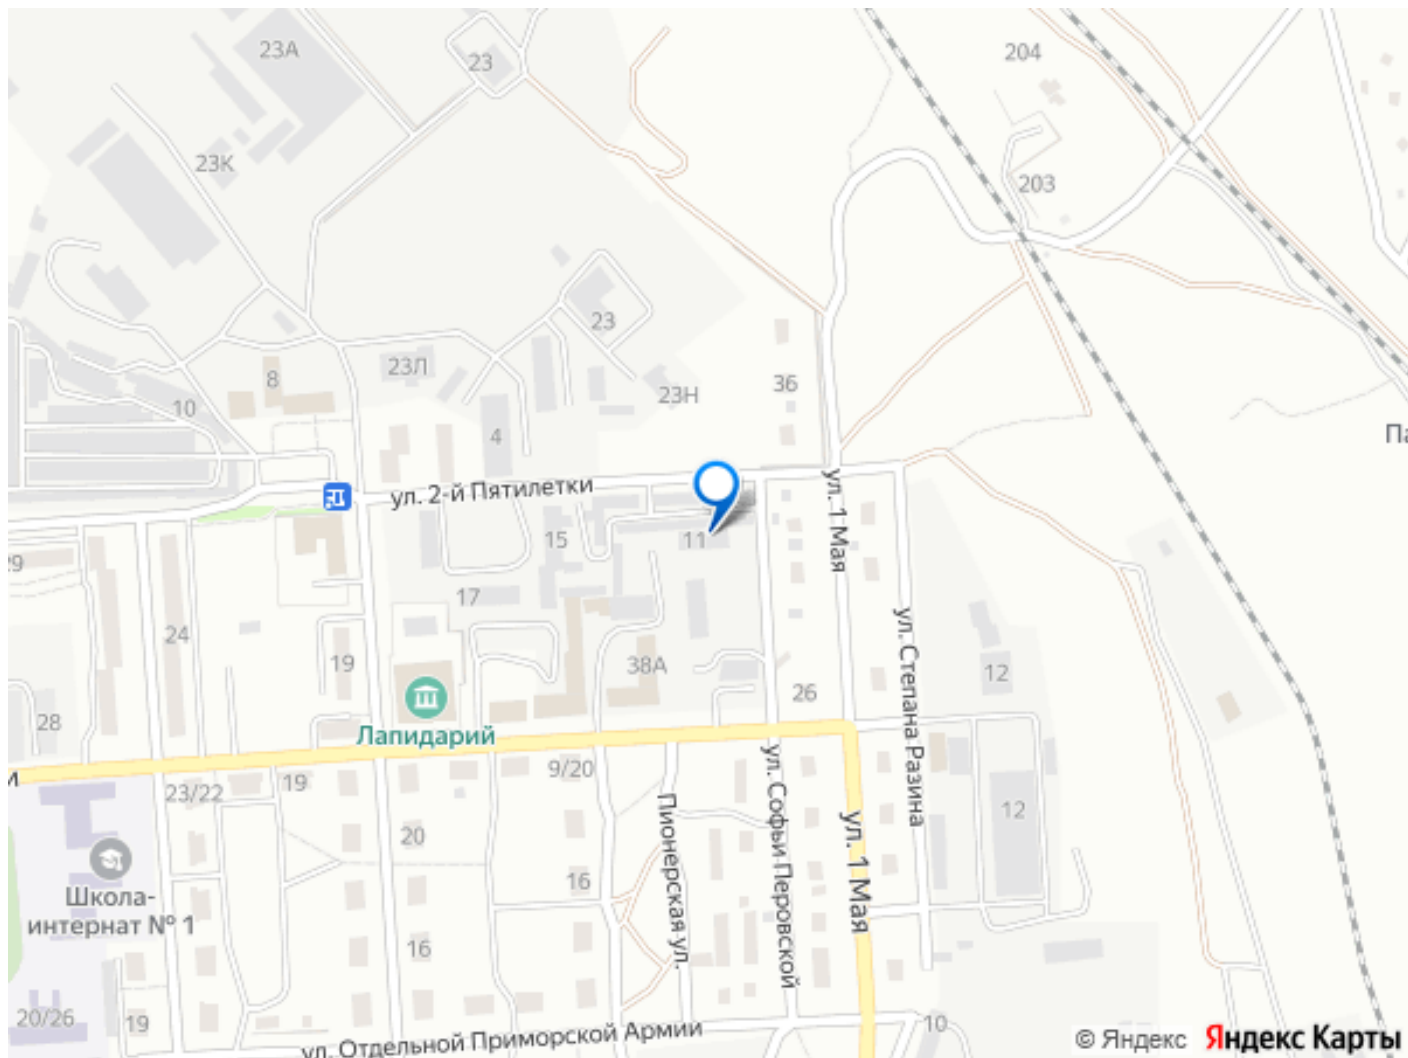 23А
23
204
23К
203
23
23Л
36
8
23Н
10
4
Па
ул. 2-й Пятилетки
ул. 1 Мая
15
11
29
17
24
ул. Степана Разина
19
38А
12
26
28
Лапидарий
и
9/20
19
23/22
ул. Софьи Перовской
Пионерская ул.
12
20
ул. 1 Мая
16
Школа-
интернат № 1
16
20/26
19
ул. Отдельной Приморской Армии
10
© Яндекс Яндекс Карты